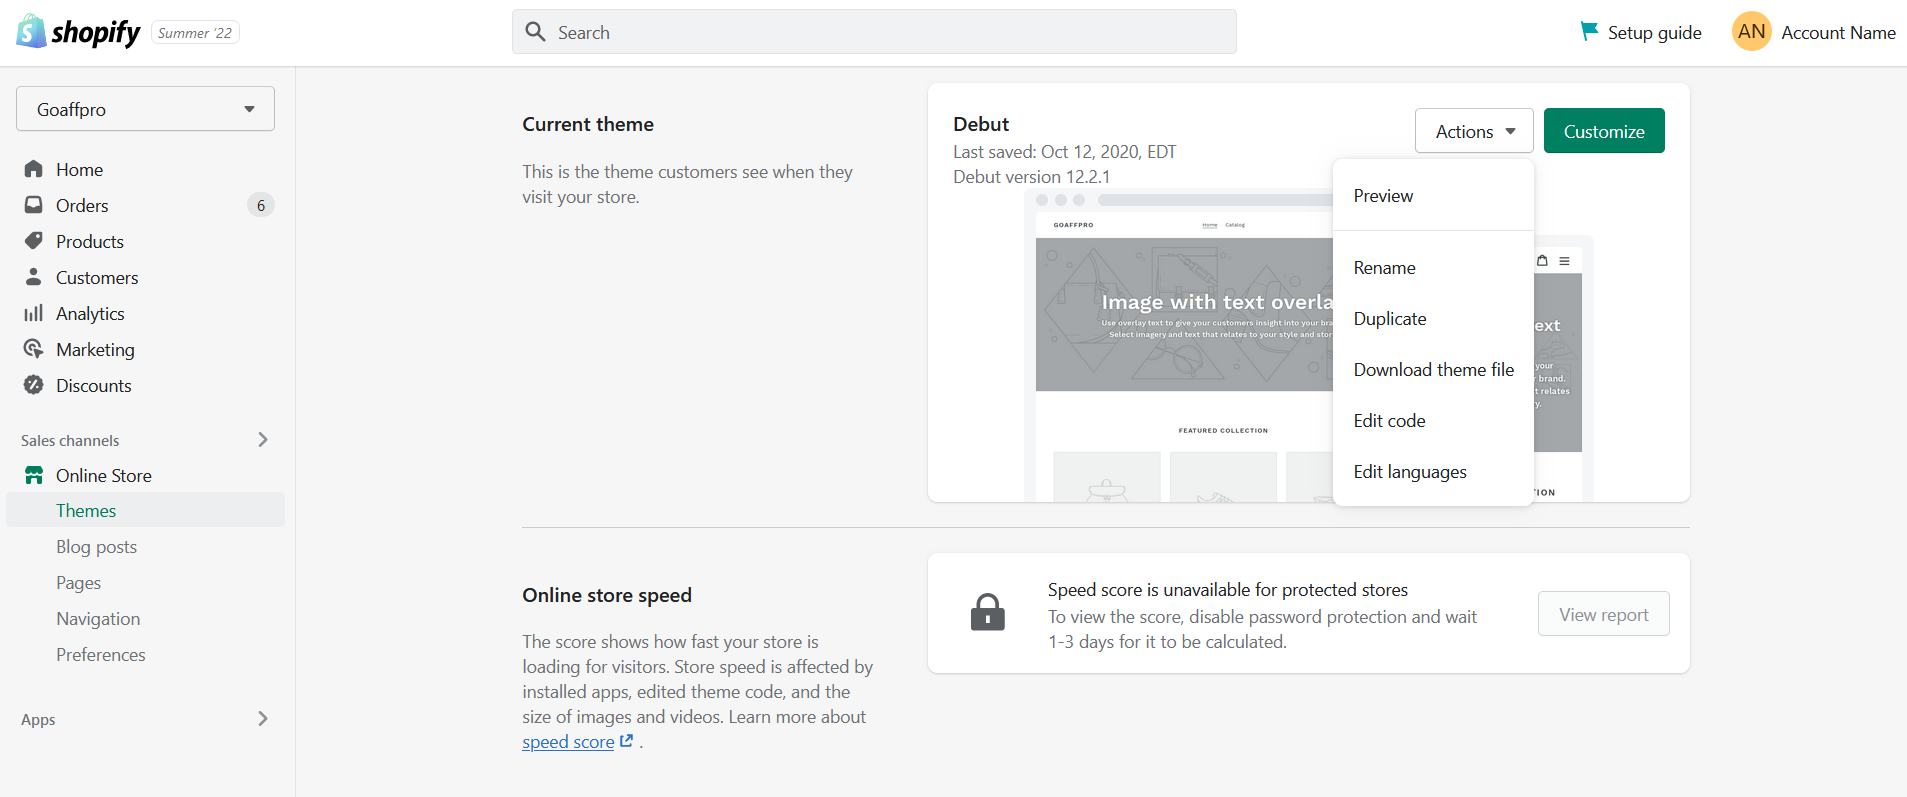 shopify Summer '22
Search
Setup guide
AN Account Name
Goaffpro
Home
Orders 6
Products
Customers
Analytics
Marketing
Discounts
Sales channels
Online Store
Themes
Blog posts
Pages
Navigation
Preferences
Apps
Current theme
This is the theme customers see when they
visit your store.
Debut
Last saved: Oct 12, 2020, EDT
Debut version 12.2.1
Actions
Customize
Preview
Rename
Duplicate
Download theme file
Edit code
Edit languages
GOAFFPRO Home Catalog
Image with text overla
Use overlay text to give your customers insight into your bra
Select imagery and text that relates to your style and stor
FEATURED COLLECTION
ext
your
r brand.
t relates
y.
TION
Online store speed
The score shows how fast your store is
loading for visitors. Store speed is affected by
installed apps, edited theme code, and the
size of images and videos. Learn more about
speed score .
Speed score is unavailable for protected stores
To view the score, disable password protection and wait
1-3 days for it to be calculated.
View report